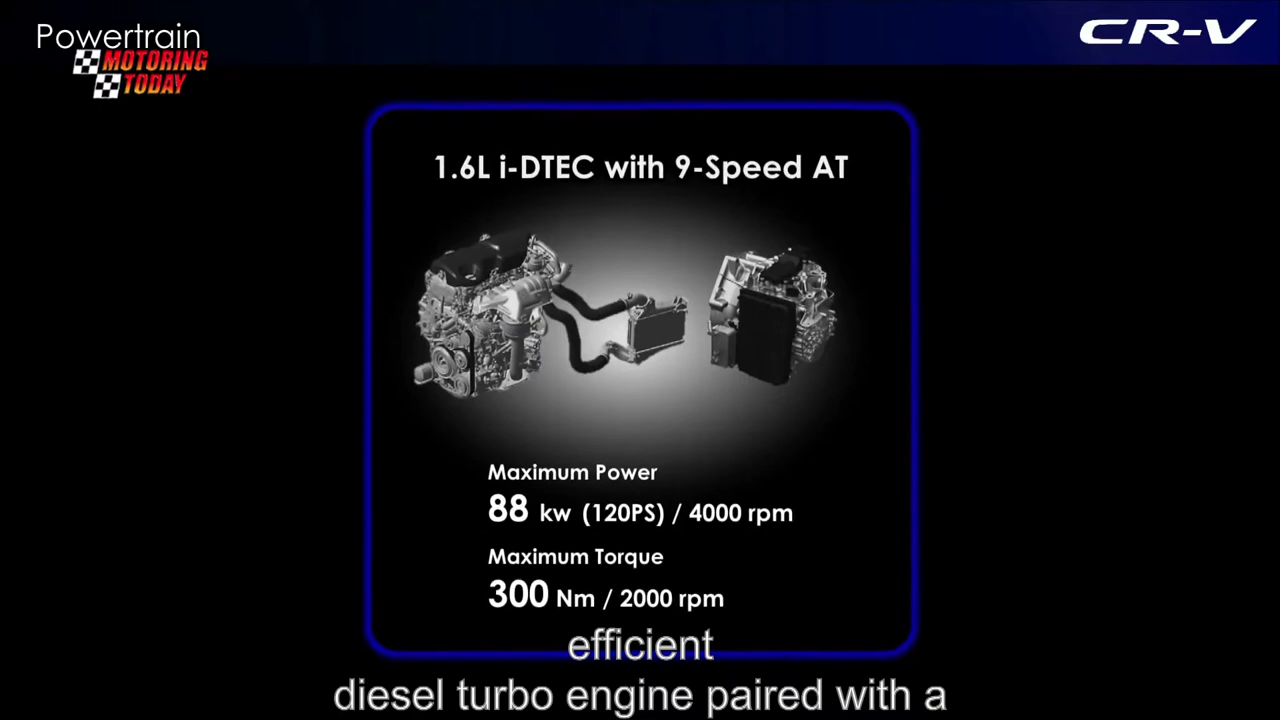 Powertrain
MOTORING
TODAY
CR-V
1.6L i-DTEC with 9-Speed AT
Maximum Power
88 kw (120PS) / 4000 rpm
Maximum Torque
300 Nm / 2000 rpm
efficient
diesel turbo engine paired with a